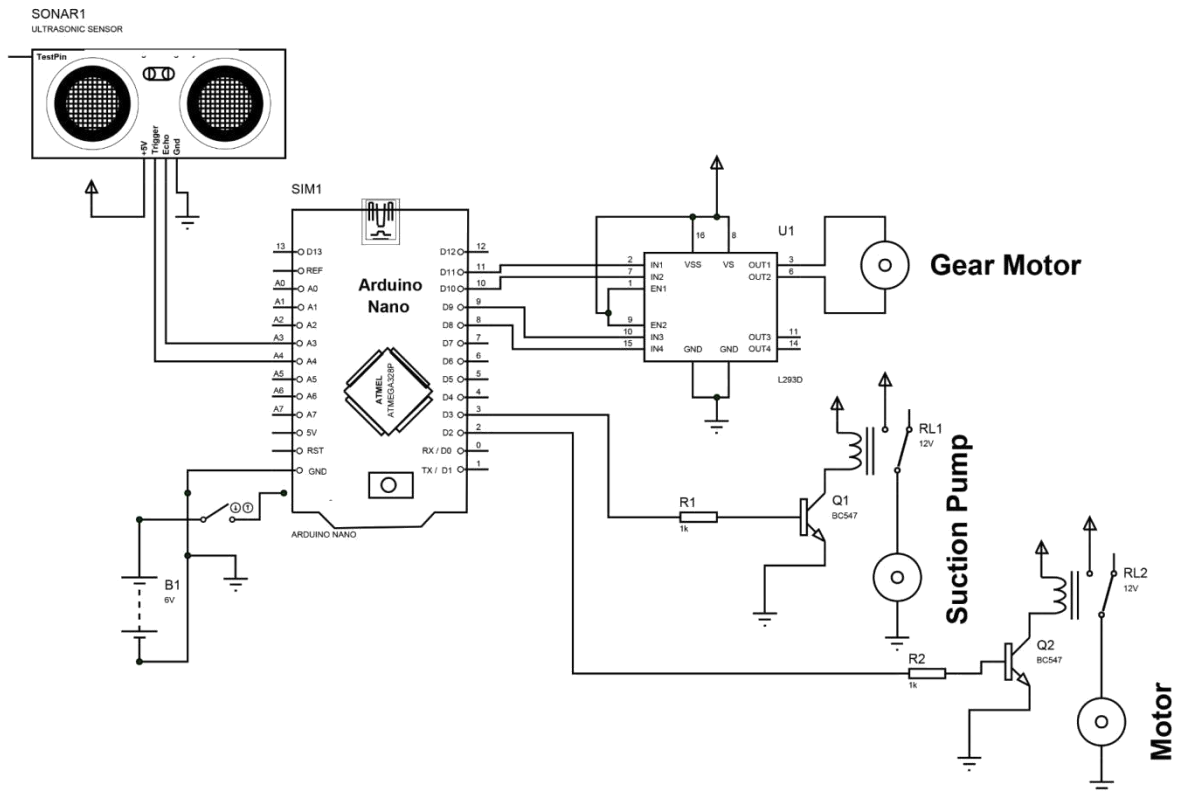 SONAR1
ULTRASONIC SENSOR
TestPin
+5V
Trigger
Echo
Gnd
SIM1
Arduino
Nano
13 D13
REF
A0 A0
A1 A1
A2 A2
A3 A3
A4 A4
A5 A5
A6 A6
A7 A7
5V
RST
GND
D12 12
D11 11
D10 10
D9 9
D8 8
D7 7
D6 6
D5 5
D4 4
D3 3
D2 2
RX / D0 0
TX / D1 1
ATMEL
ATMEGA328P
ARDUINO NANO
B1
6V
U1
16
8
VSS
VS
2 IN1
7 IN2
1 EN1
9 EN2
10 IN3
15 IN4
GND
GND
OUT1 3
OUT2 6
OUT3 11
OUT4 14
L293D
Gear Motor
R1
1k
Q1
BC547
RL1
12V
Suction Pump
R2
1k
Q2
BC547
RL2
12V
Motor